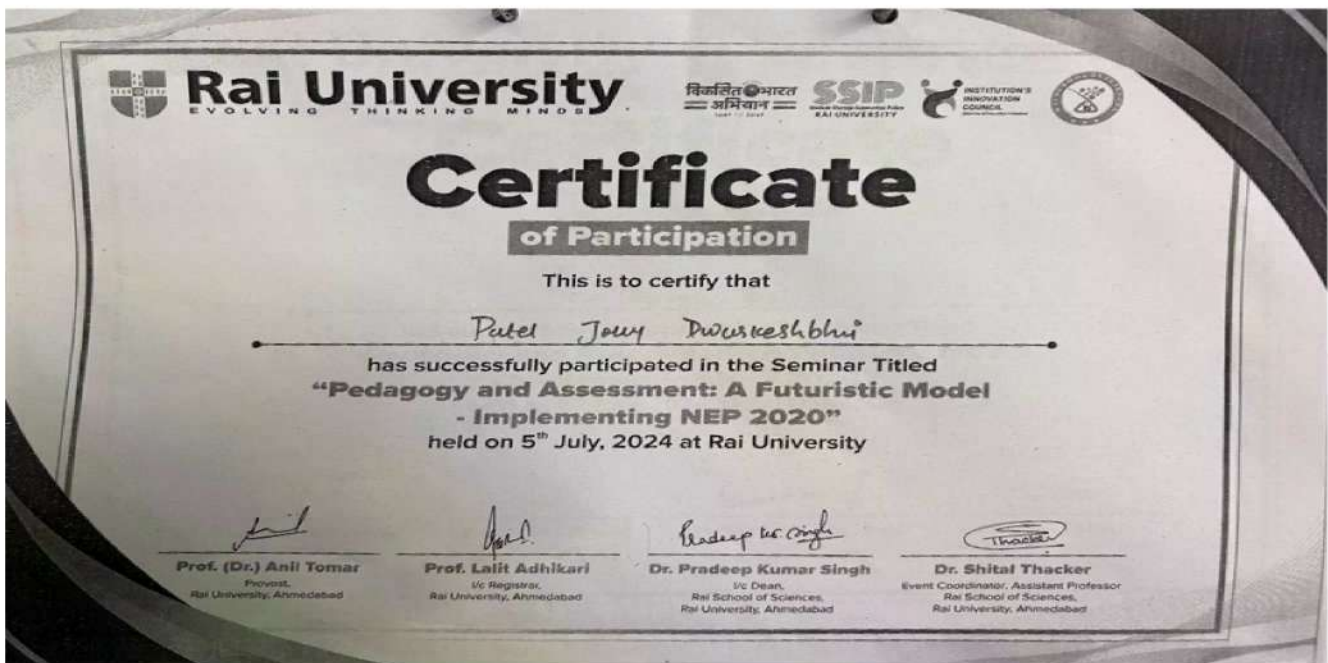 Rai University
EVOLVING THINKING MINDS
विकसित भारत
अभियान
SSIP
RAI UNIVERSITY
INSTITUTION'S
INNOVATION
COUNCIL
Certificate
of Participation
This is to certify that
Patel
has successfully participated in the Seminar Titled
“Pedagogy and Assessment: A Futuristic Model
- Implementing NEP 2020”
held on 5th July, 2024 at Rai University
Pradeep Kr. Singh
Thacker
Prof. (Dr.) Anil Tomar Prof. Lalit Adhikari Dr. Pradeep Kumar Singh Dr. Shital Thacker
Provost, I/c Registrar, I/c Dean, Event Coordinator, Assistant Professor
Rai University, Ahmedabad Rai University, Ahmedabad Rai School of Sciences, Rai School of Sciences,
Rai University, Ahmedabad Rai University, Ahmedabad